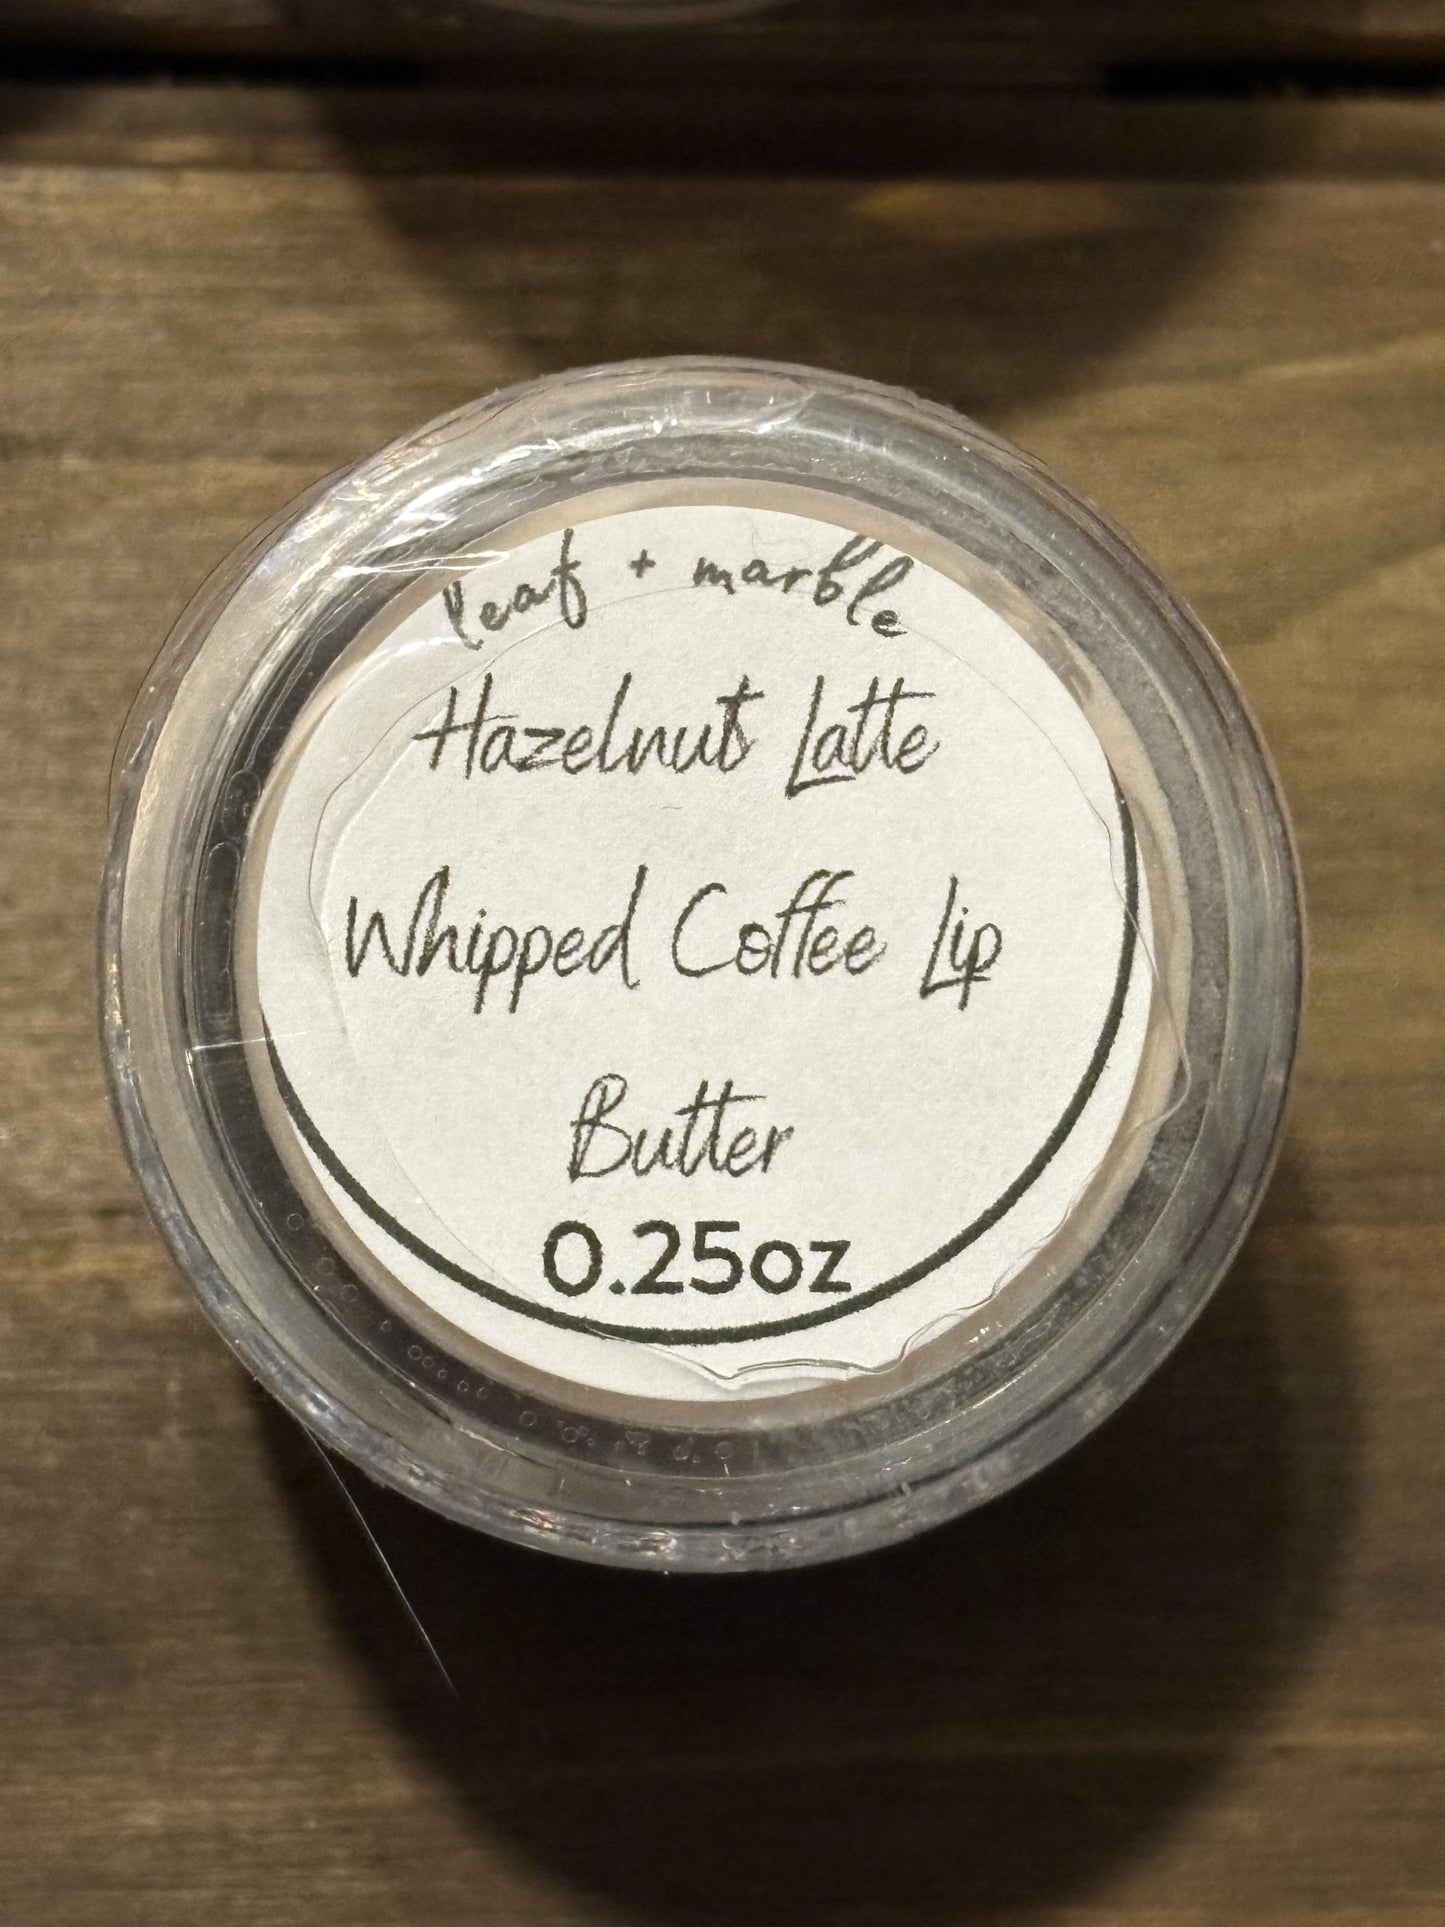 leaf + marble
Hazelnut Latte
Whipped Coffee Lip
Butter
0.25oz